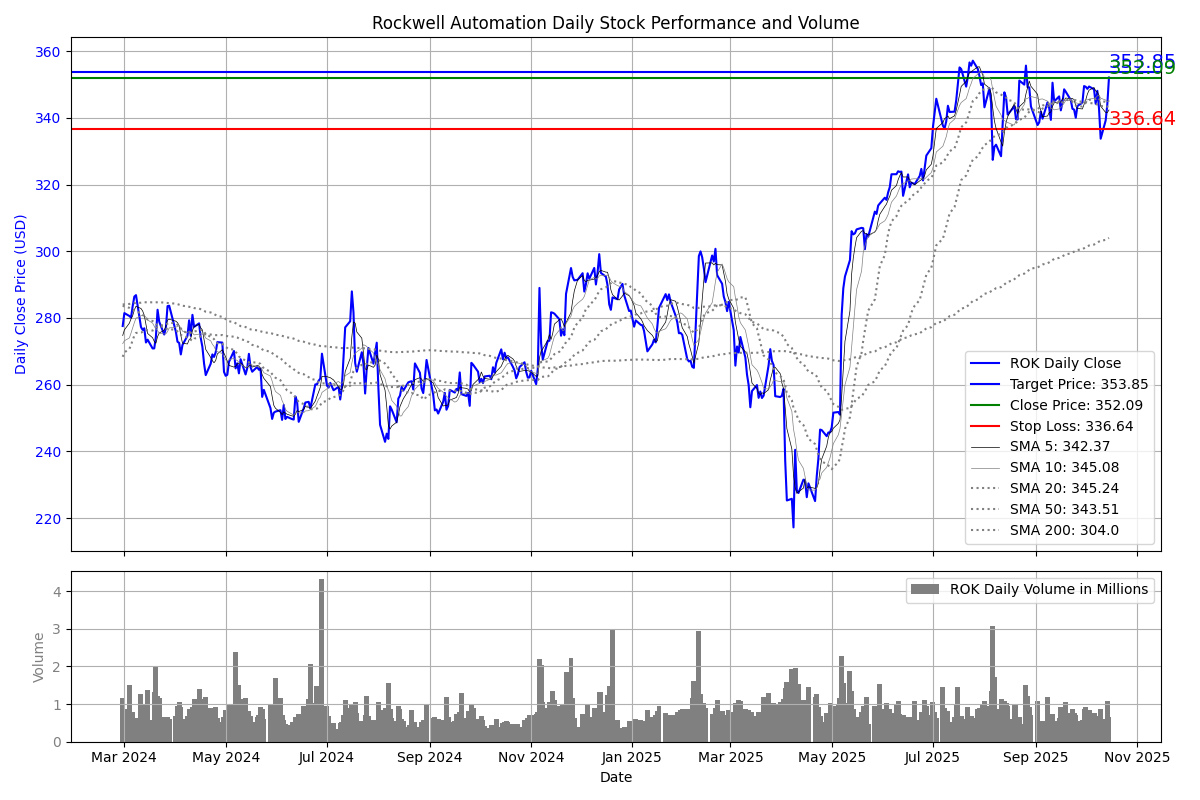 Rockwell Automation Daily Stock Performance and Volume
Daily Close Price (USD)
360
340
320
300
280
260
240
220
353.85
352.09
336.64
ROK Daily Close
Target Price: 353.85
Close Price: 352.09
Stop Loss: 336.64
SMA 5: 342.37
SMA 10: 345.08
SMA 20: 345.24
SMA 50: 343.51
SMA 200: 304.0
Volume
4
3
2
1
0
ROK Daily Volume in Millions
Mar 2024 May 2024 Jul 2024 Sep 2024 Nov 2024 Jan 2025 Mar 2025 May 2025 Jul 2025 Sep 2025 Nov 2025
Date